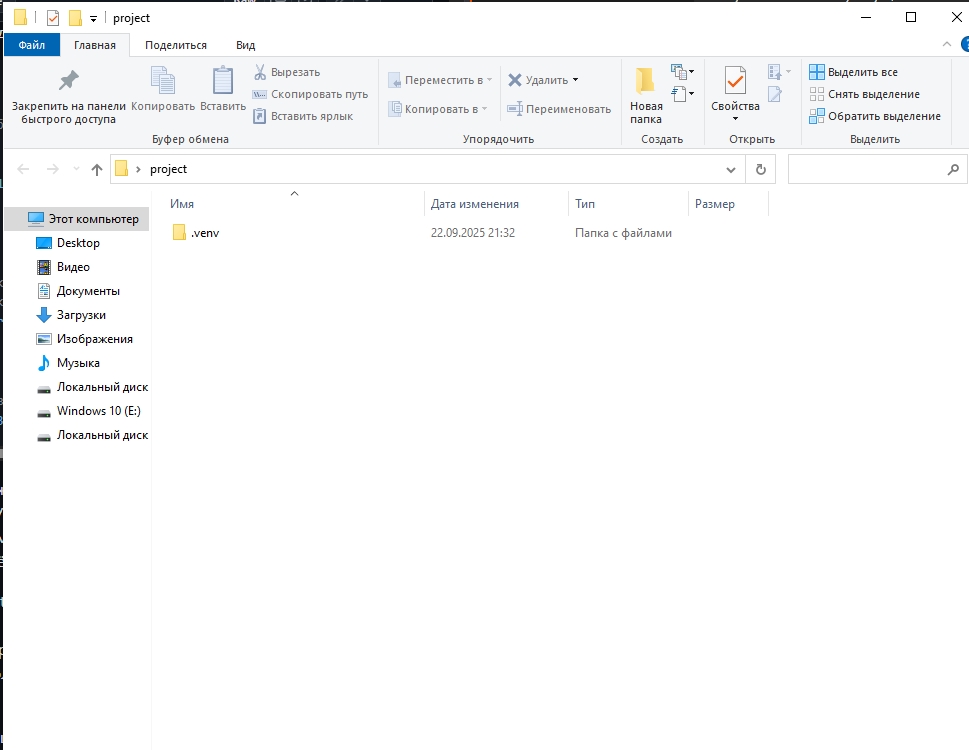 project
Файл Главная Поделиться Вид
Закрепить на панели быстрого доступа
Копировать
Вставить
Вырезать
Скопировать путь
Вставить ярлык
Буфер обмена
Переместить в
Копировать в
Удалить
Переименовать
Упорядочить
Новая папка
Создать
Свойства
Открыть
Выделить все
Снять выделение
Обратить выделение
Выделить
project
Имя Дата изменения Тип Размер
.venv 22.09.2025 21:32 Папка с файлами
Этот компьютер
Desktop
Видео
Документы
Загрузки
Изображения
Музыка
Локальный диск
Windows 10 (E:)
Локальный диск